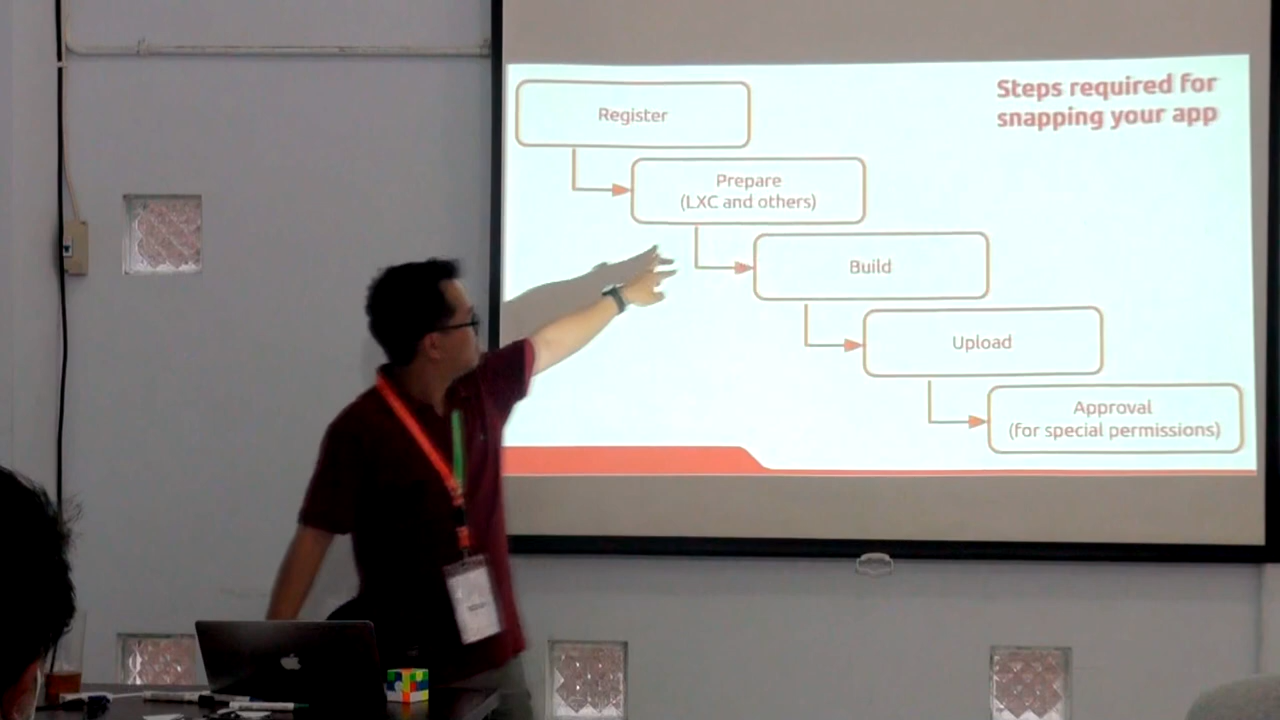 Steps required for
snapping your app
Register
Prepare
(LXC and others)
Build
Upload
Approval
(for special permissions)